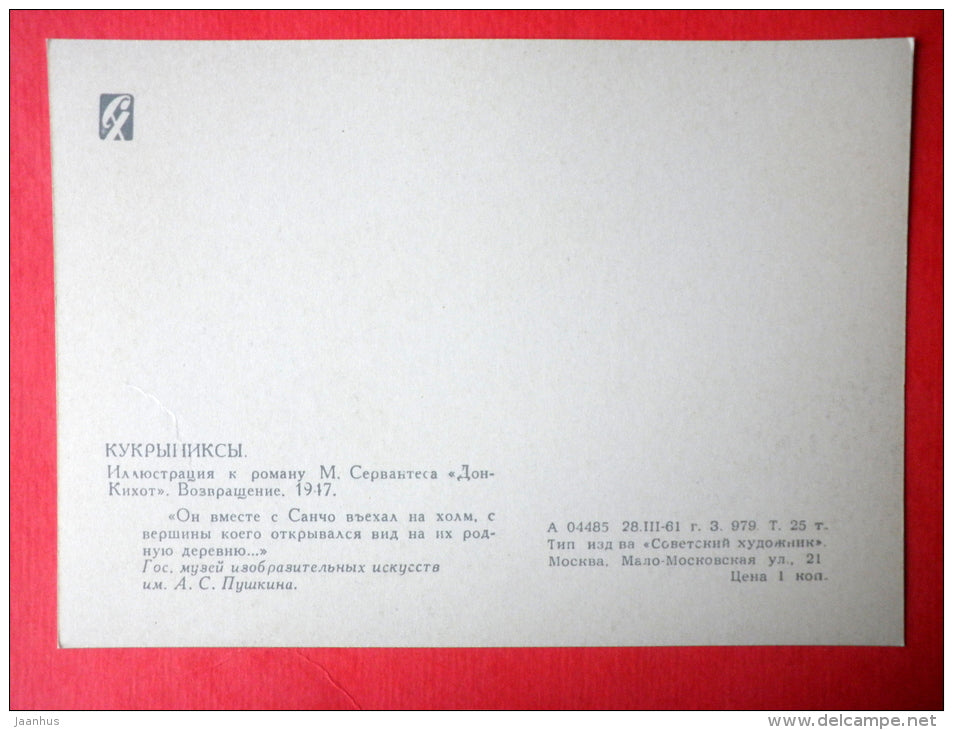 КУКРЫНИКСЫ.
Иллюстрация к роману М. Сервантеса «Дон-
Кихот». Возвращение. 1947.
«Он вместе с Санчо въехал на холм, с
вершины коего открывался вид на их род-
ную деревню...»
Гос. музей изобразительных искусств
им. А. С. Пушкина.
А 04485 28.III-61 г. З. 979. Т. 25 т.
Тип изд ва «Советский художник».
Москва, Мало-Московская ул., 21
Цена 1 коп.
Jaanhus
www.delcampe.net